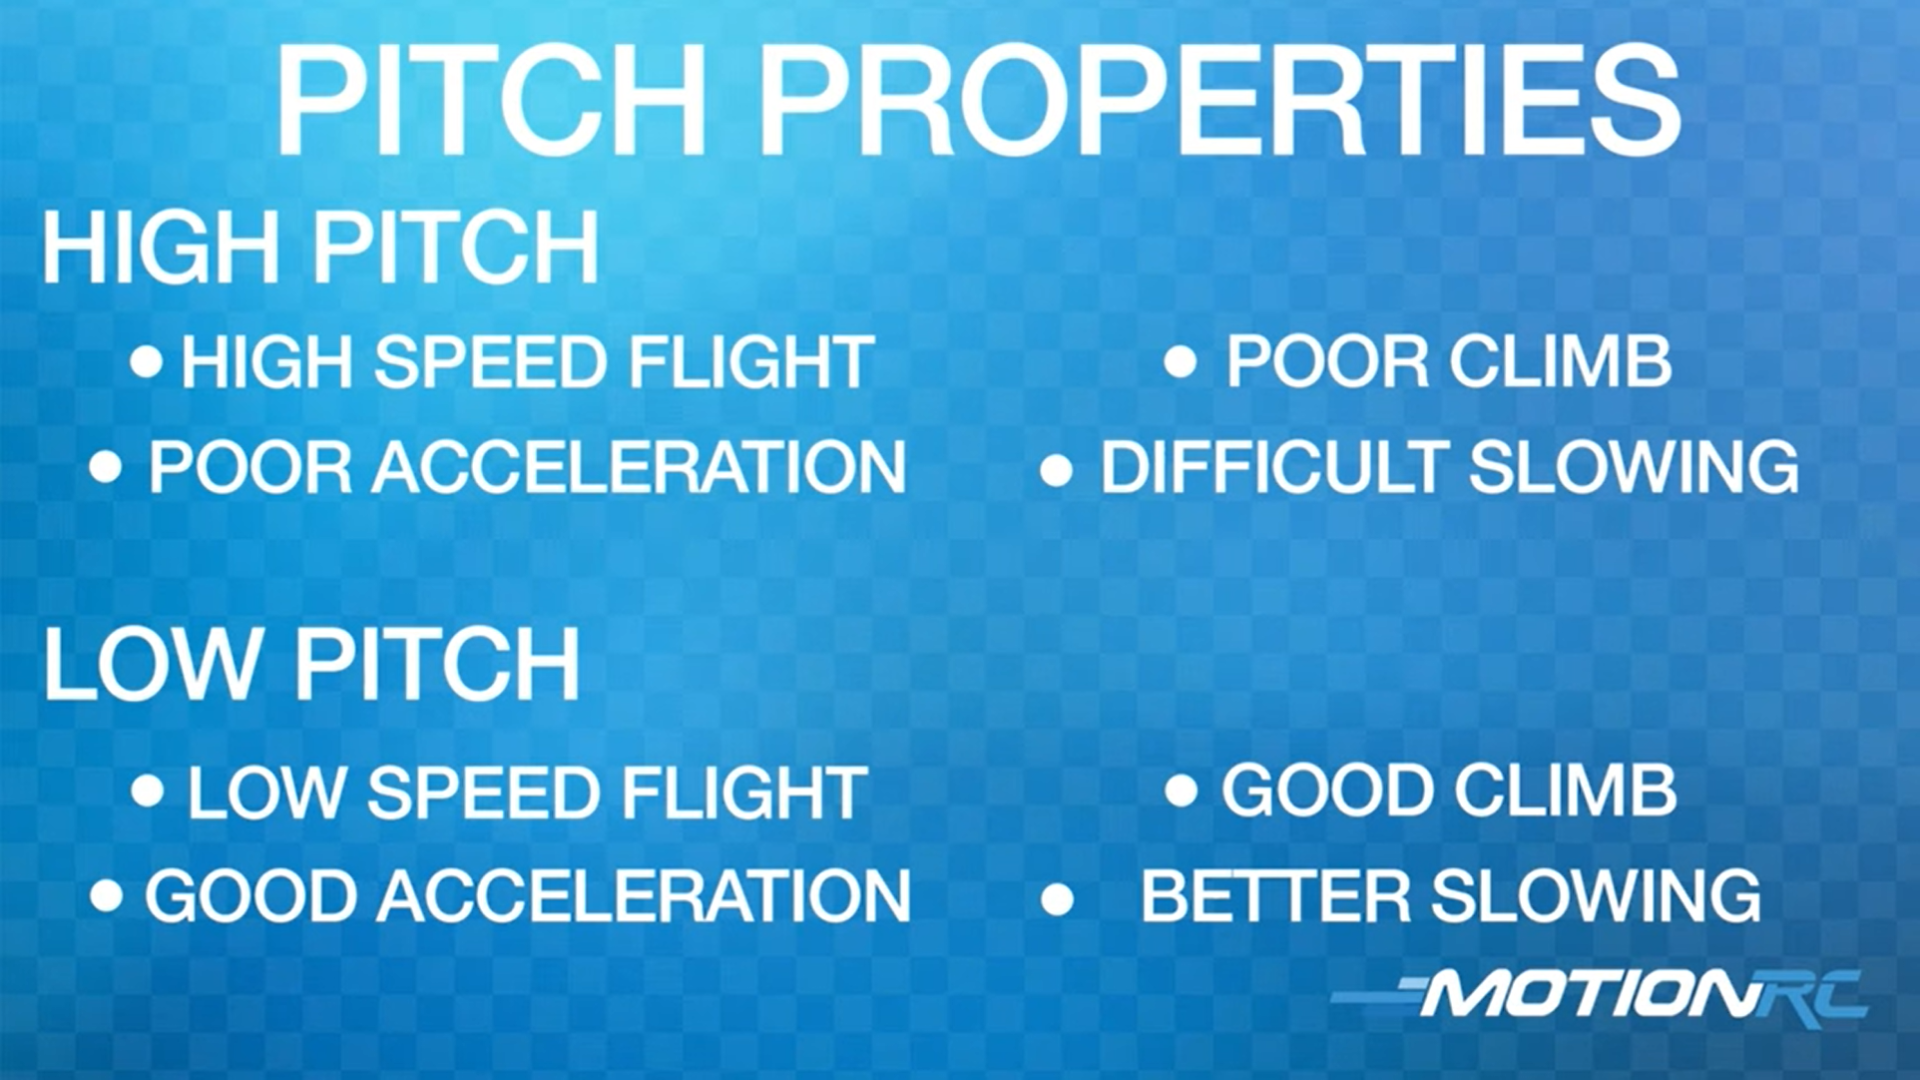 PITCH PROPERTIES
HIGH PITCH
• HIGH SPEED FLIGHT
• POOR CLIMB
• POOR ACCELERATION
• DIFFICULT SLOWING
LOW PITCH
• LOW SPEED FLIGHT
• GOOD CLIMB
• GOOD ACCELERATION
• BETTER SLOWING
MOTIONRC